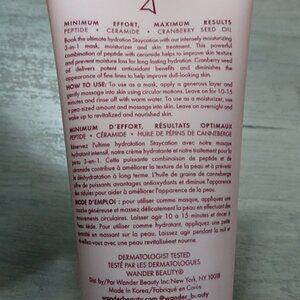 MINIMUM EFFORT, MAXIMUM RESULTS
PEPTIDE • CERAMIDE • CRANBERRY SEED OIL
Book the ultimate hydration Staycation with our intensely moisturizing
3-in-1 mask, moisturizer and skin treatment. This powerful
combination of peptide with ceramide helps to improve skin texture
and prevent moisture loss for long-lasting hydration. Cranberry seed
oil delivers potent antioxidant benefits and diminishes
the appearance of fine lines to help improve dull-looking skin.
HOW TO USE: To use as a mask, apply a generous layer and
gently massage into skin using circular motions. Leave on for 10-15
minutes and rinse off with warm water. To use as a moisturizer, use
a pea-sized amount and massage into skin. Leave on overnight and
wake up to revitalized and nourished skin.
MINIMUM D'EFFORT, RÉSULTATS OPTIMAUX
PEPTIDE • CÉRAMIDE • HUILE DE PÉPINS DE CANNEBERGE
Réservez l'ultime hydratation Staycation avec notre masque
hydratant intensif, notre crème hydratante et notre traitement pour la
peau 3-en-1. Cette puissante combinaison de peptide et de
céramide contribue à améliorer la texture de la peau et à prévenir
la déshydratation à long terme. L'huile de graines de canneberge
de puissants avantages antioxydants et diminue l'apparence
des ridules pour aider à améliorer l'apparence de la peau
MODE D'EMPLOI : pour utiliser comme masque, appliquez une
couche généreuse et massez délicatement la peau en effectuant des
mouvements circulaires. Laissez agir 10 à 15 minutes et rincez à
l'eau tiède. Pour utiliser comme hydratant, appliquez un petit
montant et massez sur la peau. Laissez agir pendant la nuit et
vous réveillez avec une peau revitalisée et nourrie.
DERMATOLOGIST TESTED
TESTÉ PAR LES DERMATOLOGUES
WANDER BEAUTY®
Dist by/Par Wander Beauty Inc New York, NY 10018
Made in Korea/Fabriqué en Corée
wanderbeauty.com @wander_beauty